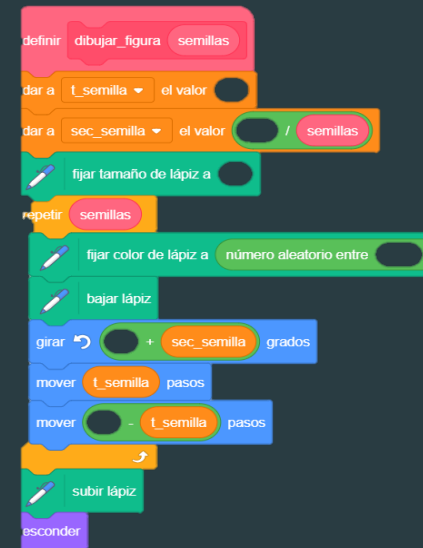 definir dibujar_figura semillas
dar a t_semilla el valor
dar a sec_semilla el valor / semillas
fijar tamaño de lápiz a
repetir semillas
fijar color de lápiz a número aleatorio entre
bajar lápiz
girar + sec_semilla grados
mover t_semilla pasos
mover - t_semilla pasos
subir lápiz
esconder